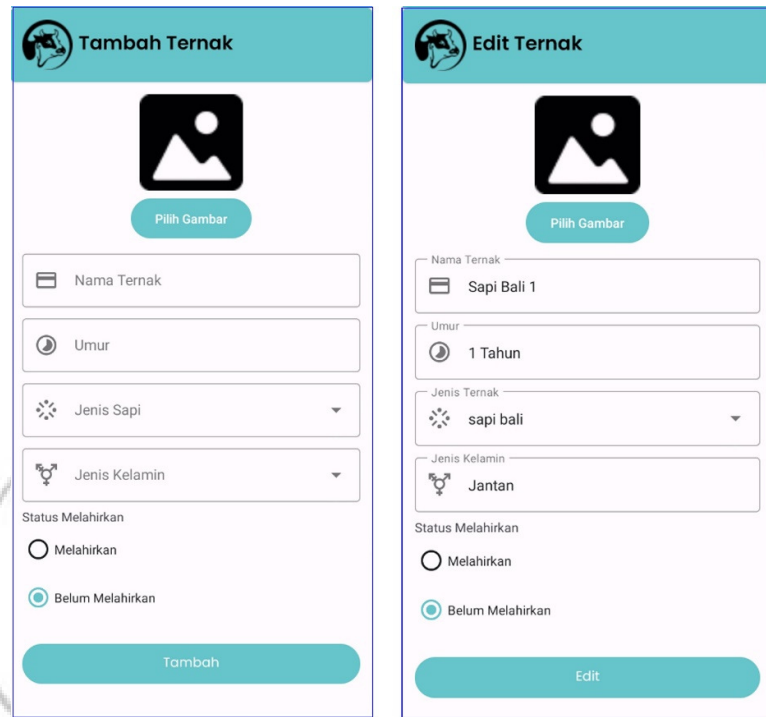 Tambah Ternak
Pilih Gambar
Nama Ternak
Umur
Jenis Sapi
Jenis Kelamin
Status Melahirkan
Melahirkan
Belum Melahirkan
Tambah
Edit Ternak
Pilih Gambar
Nama Ternak
Sapi Bali 1
Umur
1 Tahun
Jenis Ternak
sapi bali
Jenis Kelamin
Jantan
Status Melahirkan
Melahirkan
Belum Melahirkan
Edit